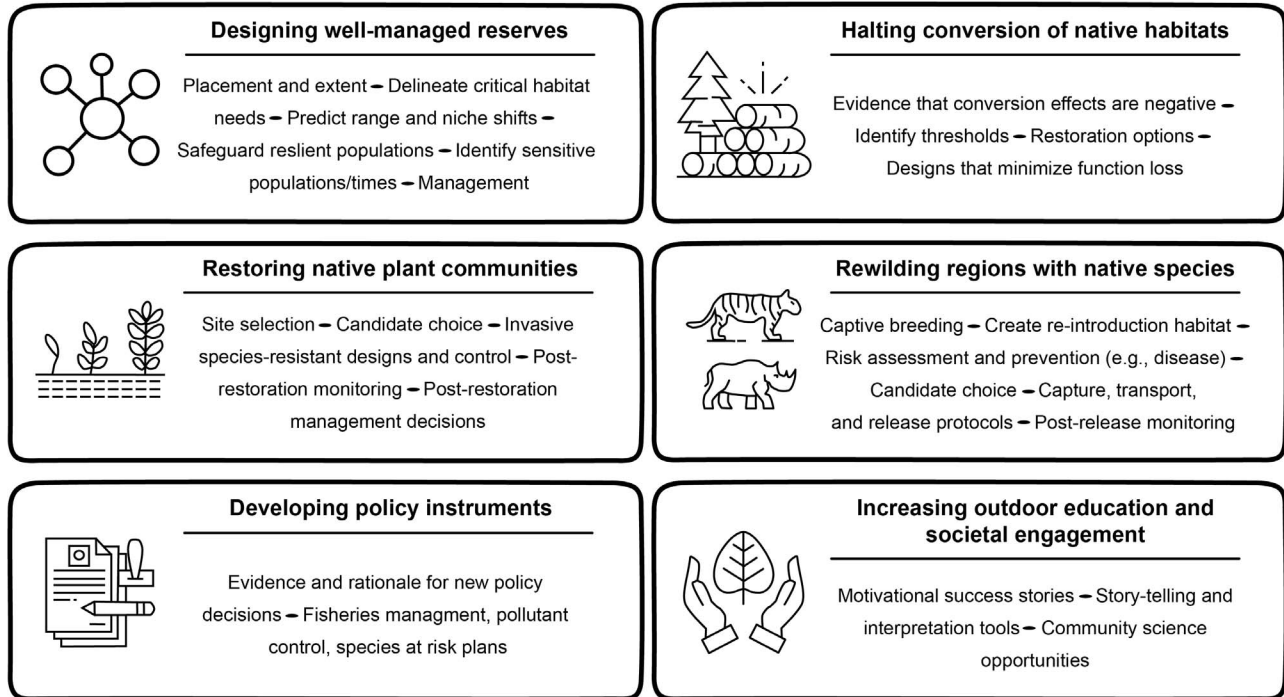 Designing well-managed reserves
Placement and extent – Delineate critical habitat
needs – Predict range and niche shifts –
Safeguard reslient populations – Identify sensitive
populations/times – Management
Halting conversion of native habitats
Evidence that conversion effects are negative –
Identify thresholds – Restoration options –
Designs that minimize function loss
Restoring native plant communities
Site selection – Candidate choice – Invasive
species-resistant designs and control – Post-
restoration monitoring – Post-restoration
management decisions
Rewilding regions with native species
Captive breeding – Create re-introduction habitat –
Risk assessment and prevention (e.g., disease) –
Candidate choice – Capture, transport,
and release protocols – Post-release monitoring
Developing policy instruments
Evidence and rationale for new policy
decisions – Fisheries managment, pollutant
control, species at risk plans
Increasing outdoor education and
societal engagement
Motivational success stories – Story-telling and
interpretation tools – Community science
opportunities